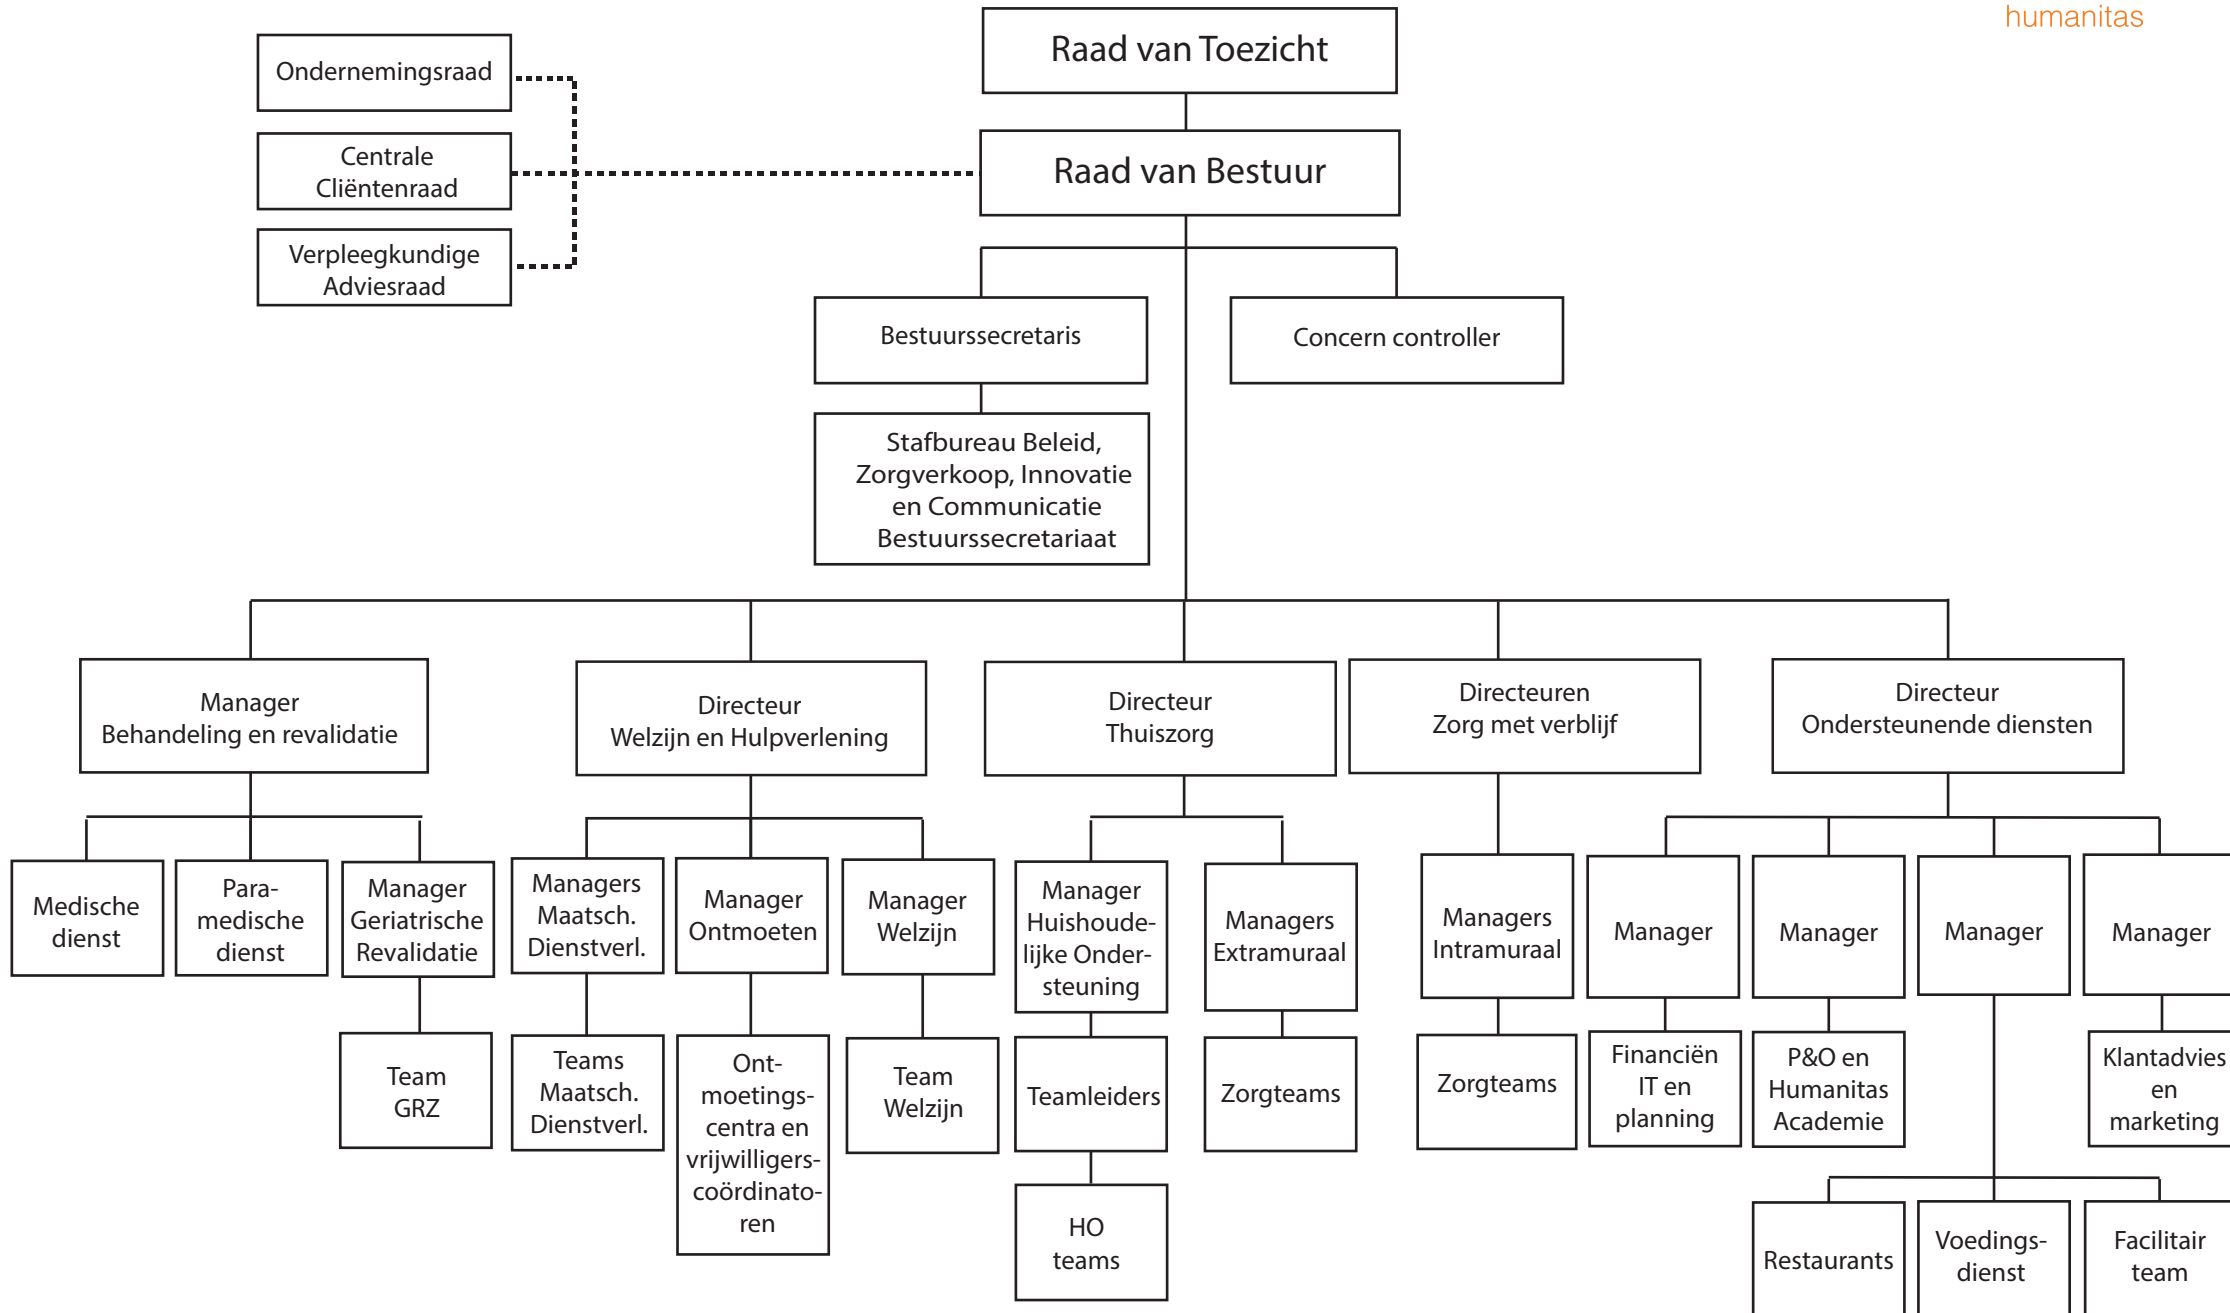 humanitas
Raad van Toezicht
Ondernemingsraad
Centrale
Cliëntenraad
Raad van Bestuur
Verpleegkundige
Adviesraad
Bestuurssecretaris
Concern controller
Stafbureau Beleid,
Zorgverkoop, Innovatie
en Communicatie
Bestuurssecretariaat
Manager
Behandeling en revalidatie
Directeur
Welzijn en Hulpverlening
Directeur
Thuiszorg
Directeuren
Zorg met verblijf
Directeur
Ondersteunende diensten
Medische
dienst
Para-
medische
dienst
Manager
Geriatrische
Revalidatie
Managers
Maatsch.
Dienstverl.
Manager
Ontmoeten
Manager
Welzijn
Manager
Huishoude-
lijke Onder-
steuning
Managers
Extramuraal
Managers
Intramuraal
Manager
Manager
Manager
Manager
Team
GRZ
Teams
Maatsch.
Dienstverl.
Ont-
moetings-
centra en
vrijwilligers-
coördinato-
ren
Team
Welzijn
Teamleiders
Zorgteams
Zorgteams
Financiën
IT en
planning
P&O en
Humanitas
Academie
Klantadvies
en
marketing
HO
teams
Restaurants
Voedings-
dienst
Facilitair
team